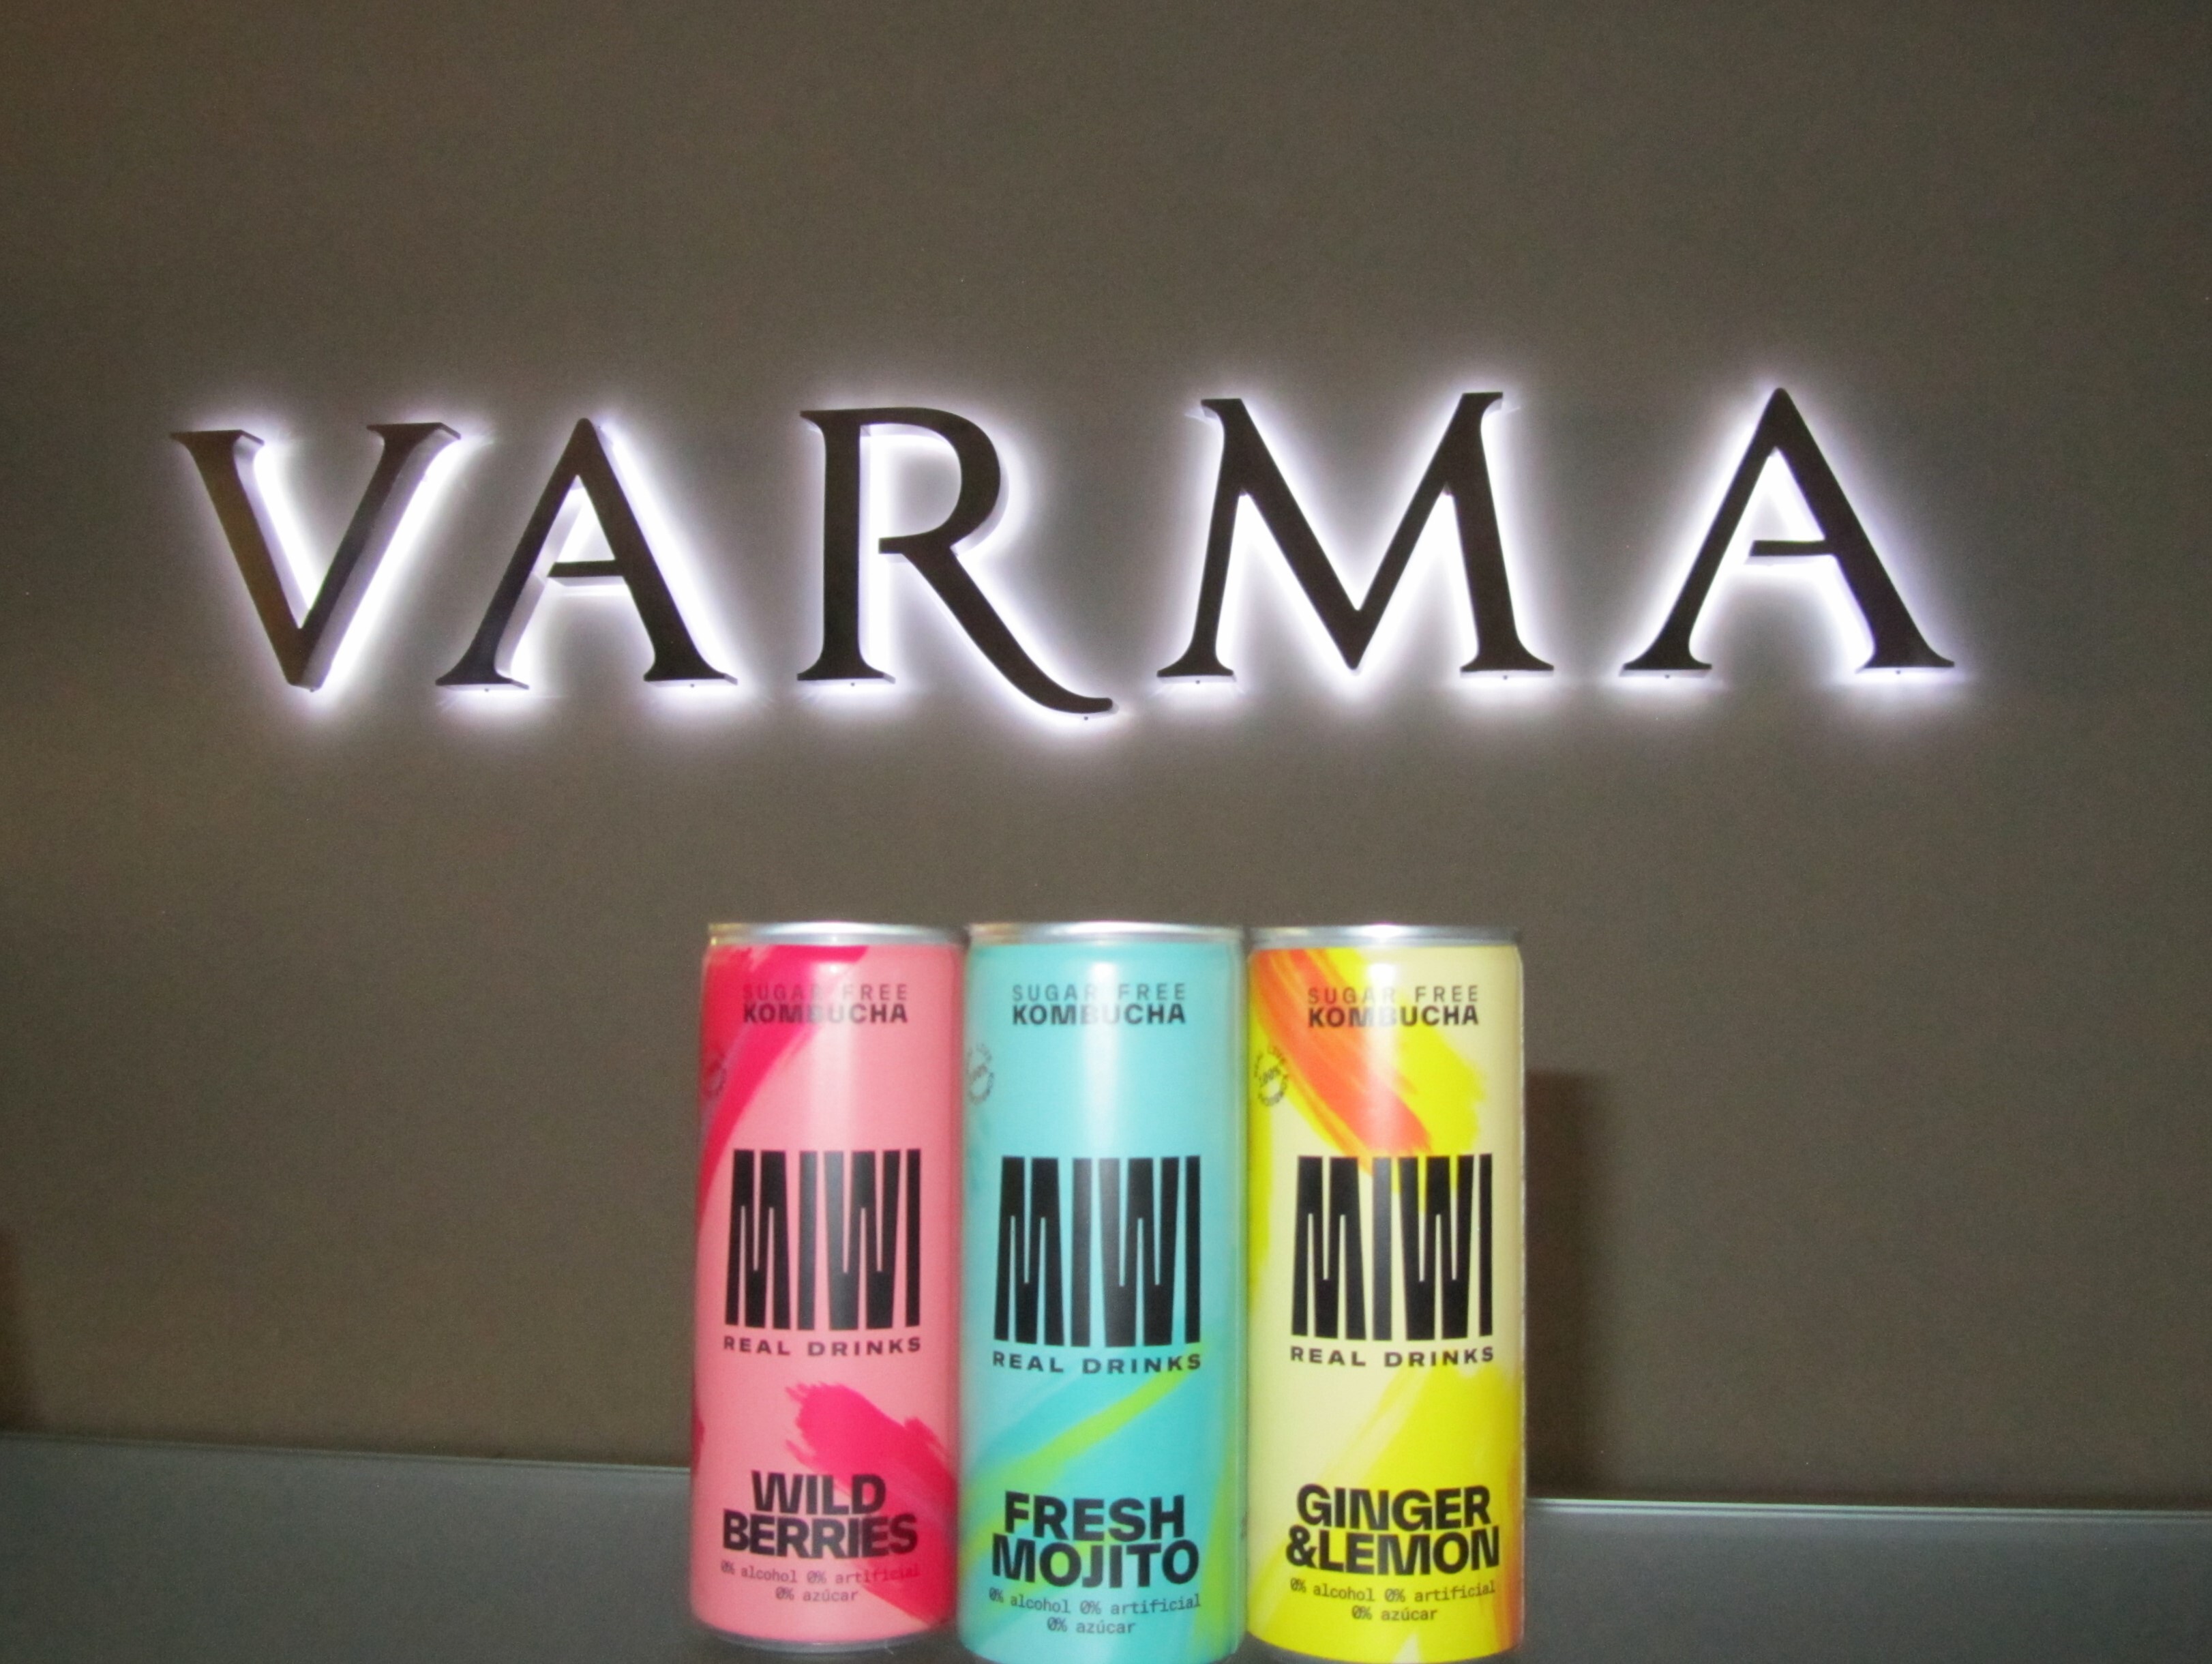 VARMA
SUGAR FREE
KOMBUCHA
MIWI
REAL DRINKS
WILD
BERRIES
0% alcohol 0% artificial
0% azúcar
SUGAR FREE
KOMBUCHA
MIWI
REAL DRINKS
FRESH
MOJITO
0% alcohol 0% artificial
0% azúcar
SUGAR FREE
KOMBUCHA
MIWI
REAL DRINKS
GINGER
&LEMON
0% alcohol 0% artificial
0% azúcar